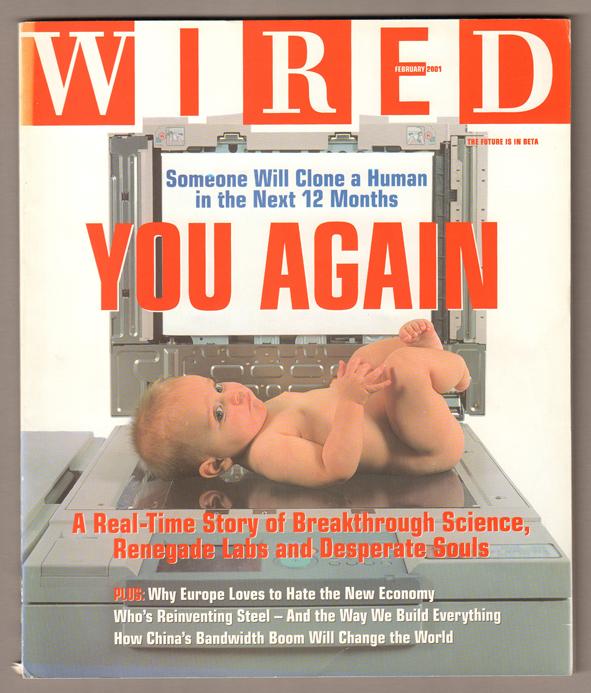 WIRED
FEBRUARY 2001
THE FUTURE IS IN BETA
Someone Will Clone a Human
in the Next 12 Months
YOU AGAIN
A Real-Time Story of Breakthrough Science,
Renegade Labs and Desperate Souls
PLUS: Why Europe Loves to Hate the New Economy
Who's Reinventing Steel – And the Way We Build Everything
How China's Bandwidth Boom Will Change the World